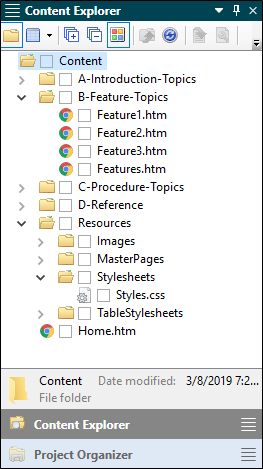 Content Explorer
Content
A-Introduction-Topics
B-Feature-Topics
Feature1.htm
Feature2.htm
Feature3.htm
Features.htm
C-Procedure-Topics
D-Reference
Resources
Images
MasterPages
Stylesheets
Styles.css
TableStylesheets
Home.htm
Content Date modified: 3/8/2019 7:2...
File folder
Content Explorer
Project Organizer